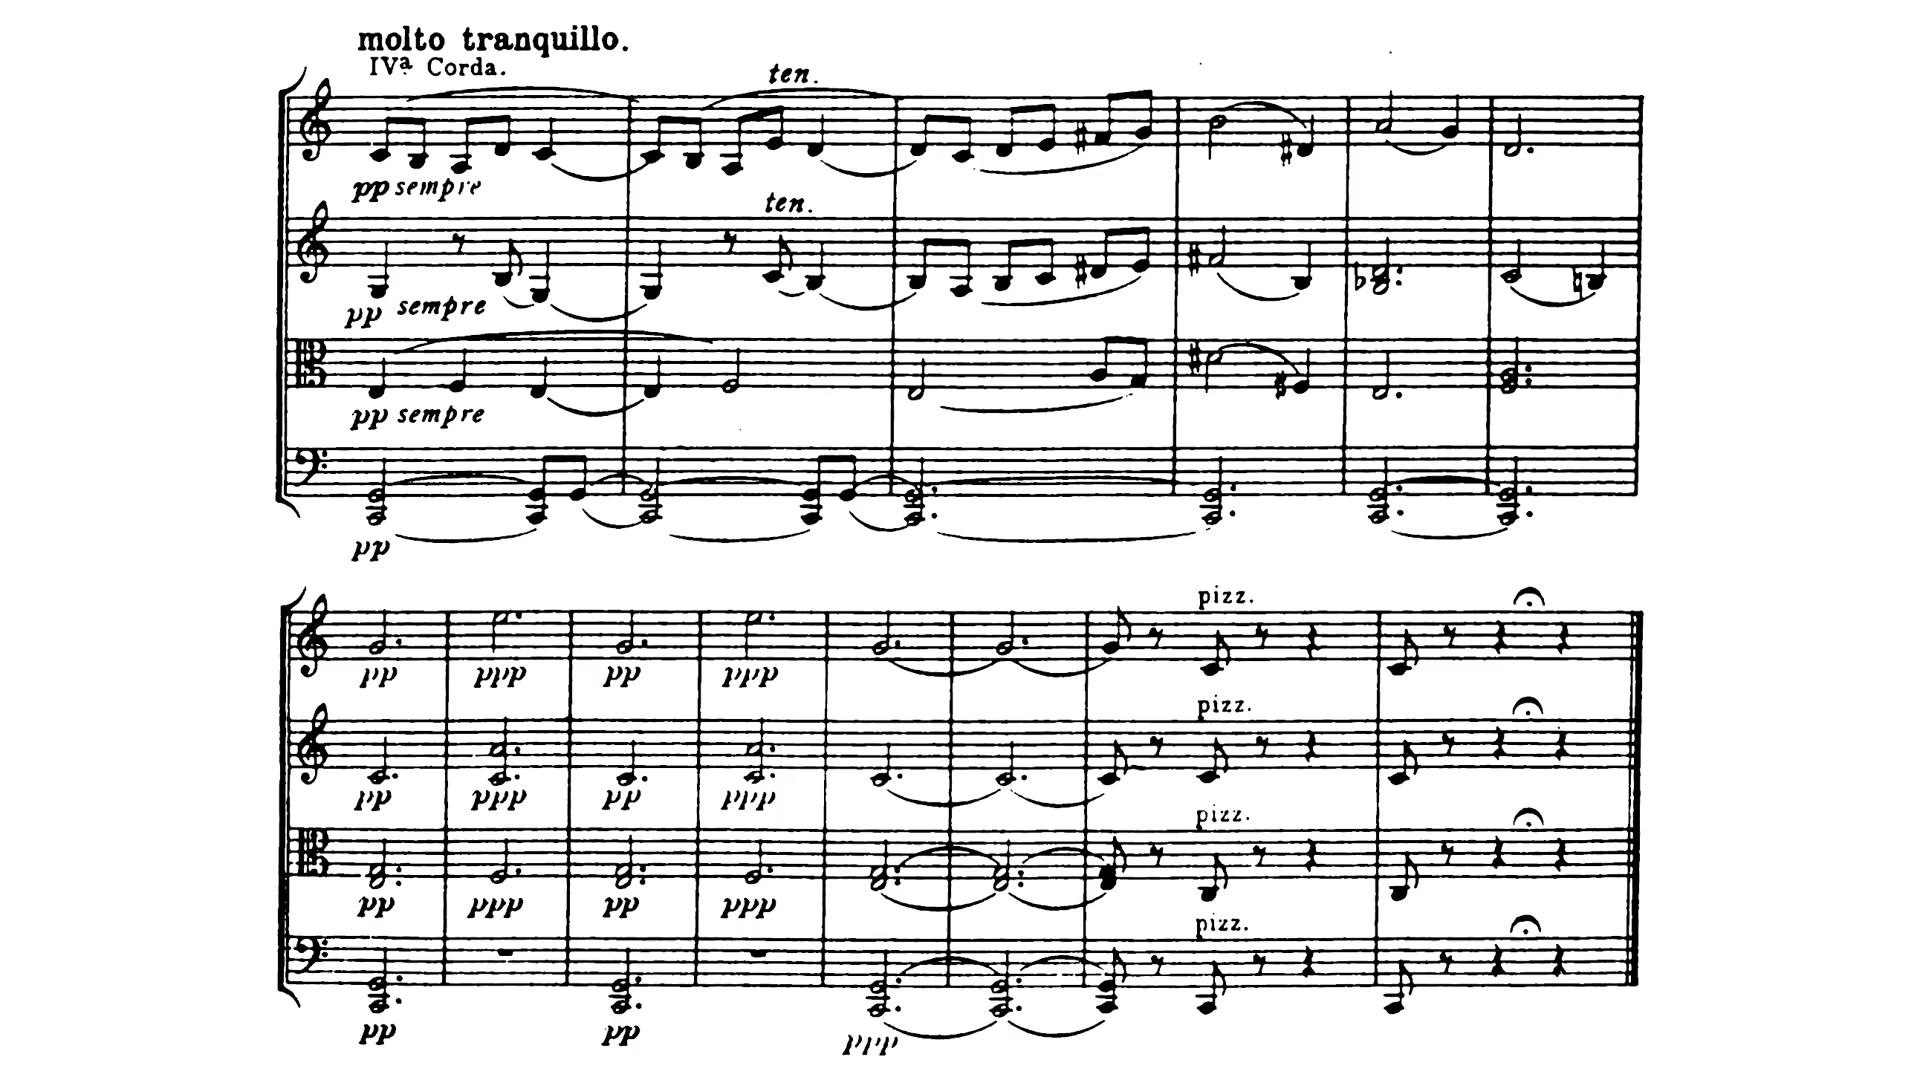 molto tranquillo.
IVª Corda.
ten.
pp sempre
ten.
pp sempre
pp sempre
pp
pizz.
pp ppp pp ppp
pizz.
pp ppp pp ppp
pizz.
pp ppp pp ppp
pizz.
pp pp ppp